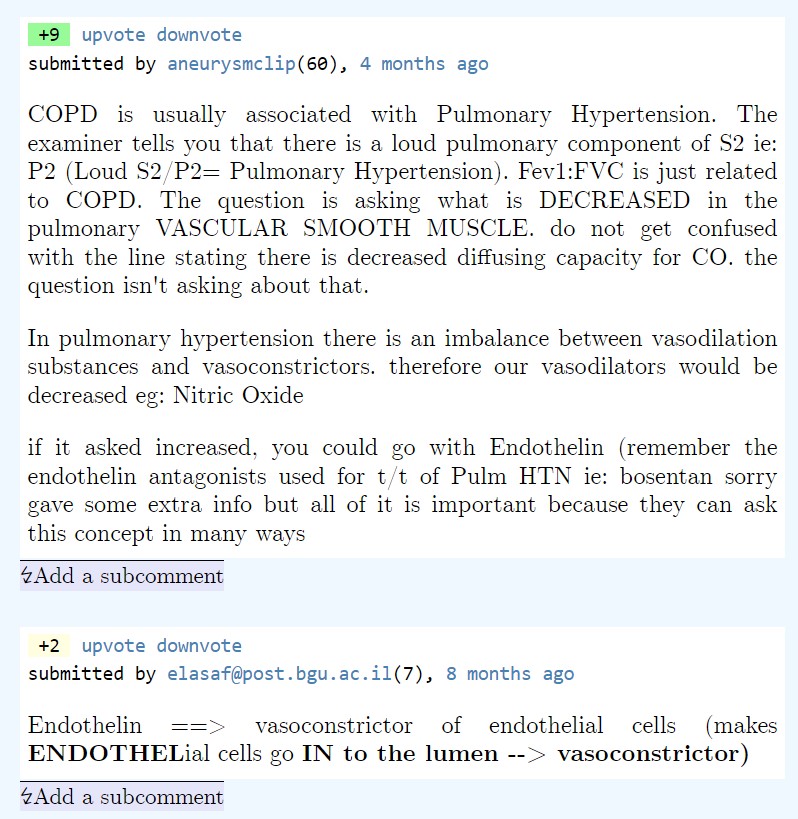 +9 upvote downvote
submitted by aneurysmclip(60), 4 months ago
COPD is usually associated with Pulmonary Hypertension. The
examiner tells you that there is a loud pulmonary component of S2 ie:
P2 (Loud S2/P2= Pulmonary Hypertension). Fev1:FVC is just related
to COPD. The question is asking what is DECREASED in the
pulmonary VASCULAR SMOOTH MUSCLE. do not get confused
with the line stating there is decreased diffusing capacity for CO. the
question isn't asking about that.
In pulmonary hypertension there is an imbalance between vasodilation
substances and vasoconstrictors. therefore our vasodilators would be
decreased eg: Nitric Oxide
if it asked increased, you could go with Endothelin (remember the
endothelin antagonists used for t/t of Pulm HTN ie: bosentan sorry
gave some extra info but all of it is important because they can ask
this concept in many ways
↯Add a subcomment
+2 upvote downvote
submitted by elasaf@post.bgu.ac.il(7), 8 months ago
Endothelin ==> vasoconstrictor of endothelial cells (makes
ENDOTHELial cells go IN to the lumen --> vasoconstrictor)
↯Add a subcomment